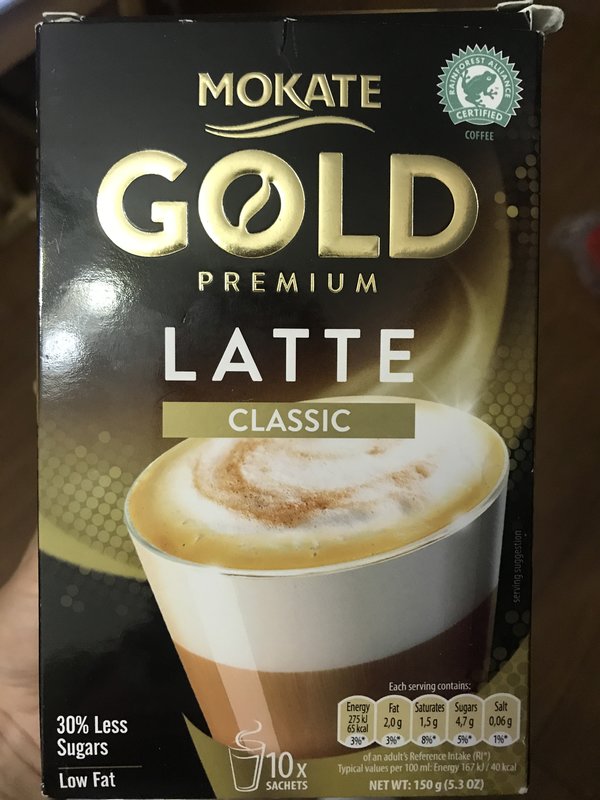 MOKATE
RAINFOREST ALLIANCE
CERTIFIED
COFFEE
GOLD
PREMIUM
LATTE
CLASSIC
serving suggestion
Each serving contains:
Energy 275 kJ 65 kcal 3%*
Fat 2,0 g 3%*
Saturates 1,5 g 8%*
Sugars 4,7 g 5%*
Salt 0,06 g 1%*
of an adult's Reference Intake (RI*)
Typical values per 100 ml: Energy 167 kJ / 40 kcal
NET WT: 150 g (5.3 OZ)
30% Less
Sugars
Low Fat
10x
SACHETS